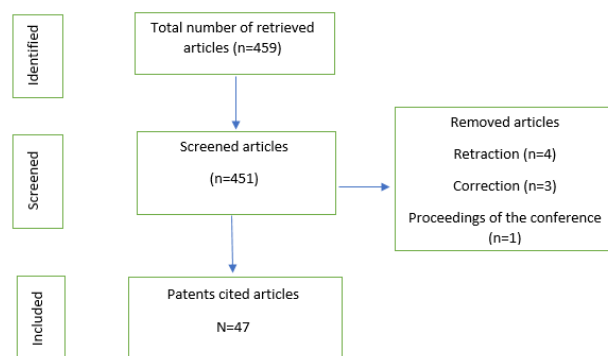 Identified
Total number of retrieved
articles (n=459)
Screened
Screened articles
(n=451)
Removed articles
Retraction (n=4)
Correction (n=3)
Proceedings of the conference
(n=1)
Included
Patents cited articles
N=47